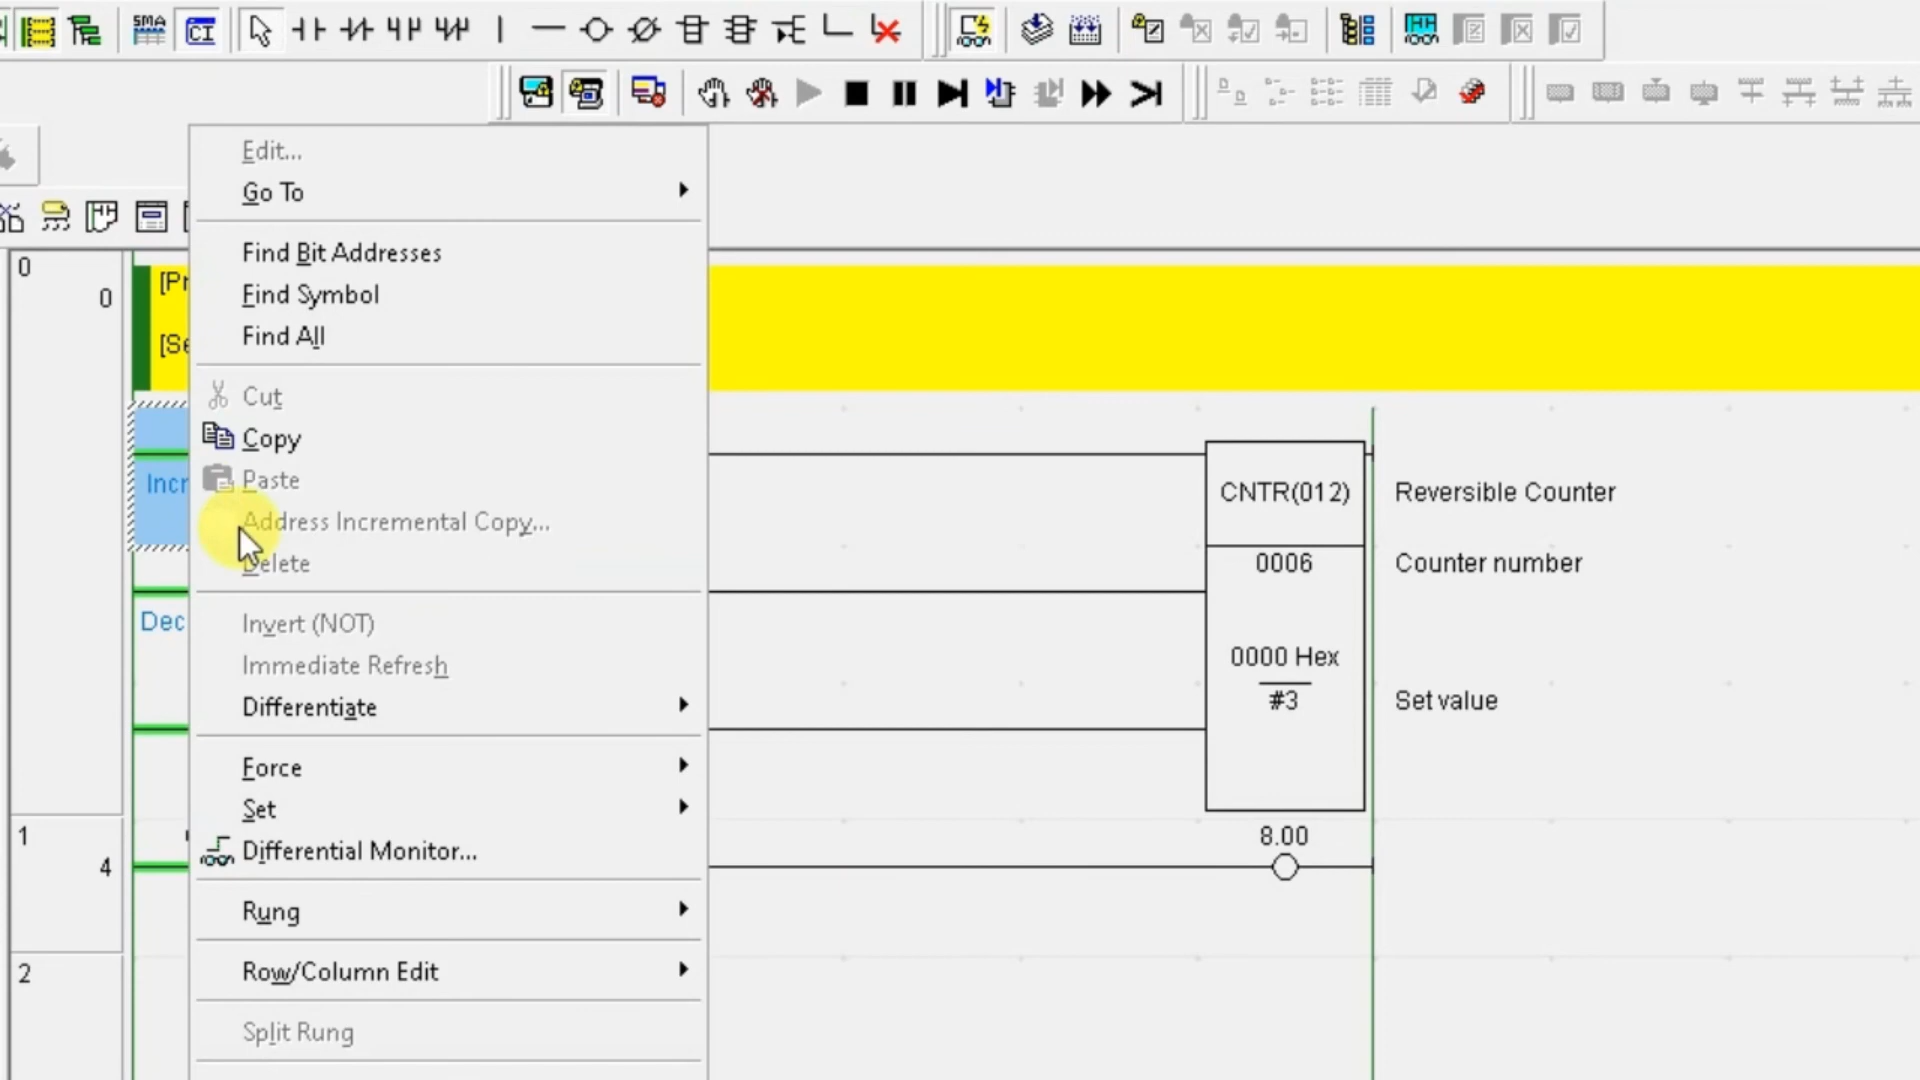 SMA
CI
Edit...
Go To
Find Bit Addresses
Find Symbol
Find All
0
0
[Pr
[Se
Cut
Copy
Paste
Incr
CNTR(012)
Reversible Counter
Address Incremental Copy...
Delete
0006
Counter number
Invert (NOT)
Dec
Immediate Refresh
0000 Hex
Differentiate
#3
Set value
Force
Set
1
8.00
Differential Monitor...
4
Rung
Row/Column Edit
2
Split Rung